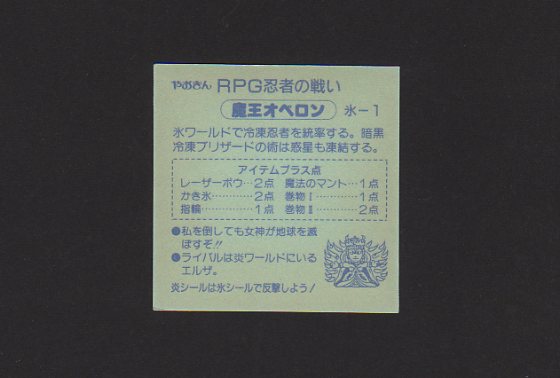 やおきん RPG忍者の戦い
魔王オベロン 氷－1
氷ワールドで冷凍忍者を統率する。暗黒
冷凍ブリザードの術は惑星も凍結する。
アイテムプラス点
レーザーボウ…2点 魔法のマント…1点
かき氷…………2点 巻物Ⅰ…………1点
指輪……………1点 巻物Ⅱ…………2点
●私を倒しても女神が地球を滅
ぼすぞ!!
●ライバルは炎ワールドにいる
エルザ。
炎シールは氷シールで反撃しよう！